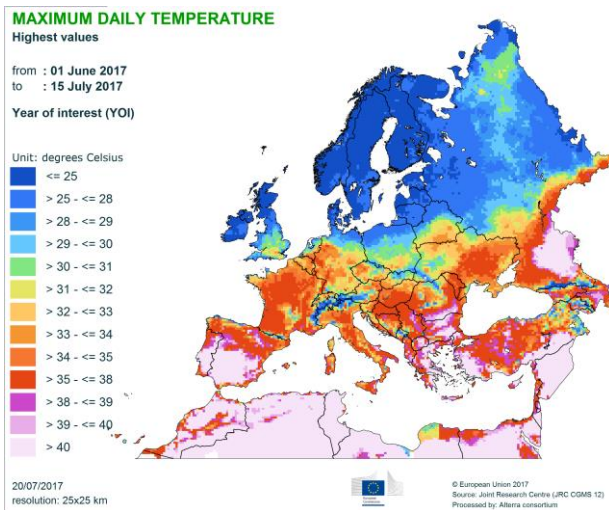 MAXIMUM DAILY TEMPERATURE
Highest values
from : 01 June 2017
to : 15 July 2017
Year of interest (YOI)
Unit: degrees Celsius
<= 25
> 25 - <= 28
> 28 - <= 29
> 29 - <= 30
> 30 - <= 31
> 31 - <= 32
> 32 - <= 33
> 33 - <= 34
> 34 - <= 35
> 35 - <= 38
> 38 - <= 39
> 39 - <= 40
> 40
20/07/2017
resolution: 25x25 km
European
Commission
© European Union 2017
Source: Joint Research Centre (JRC CGMS 12)
Processed by: Alterra consortium